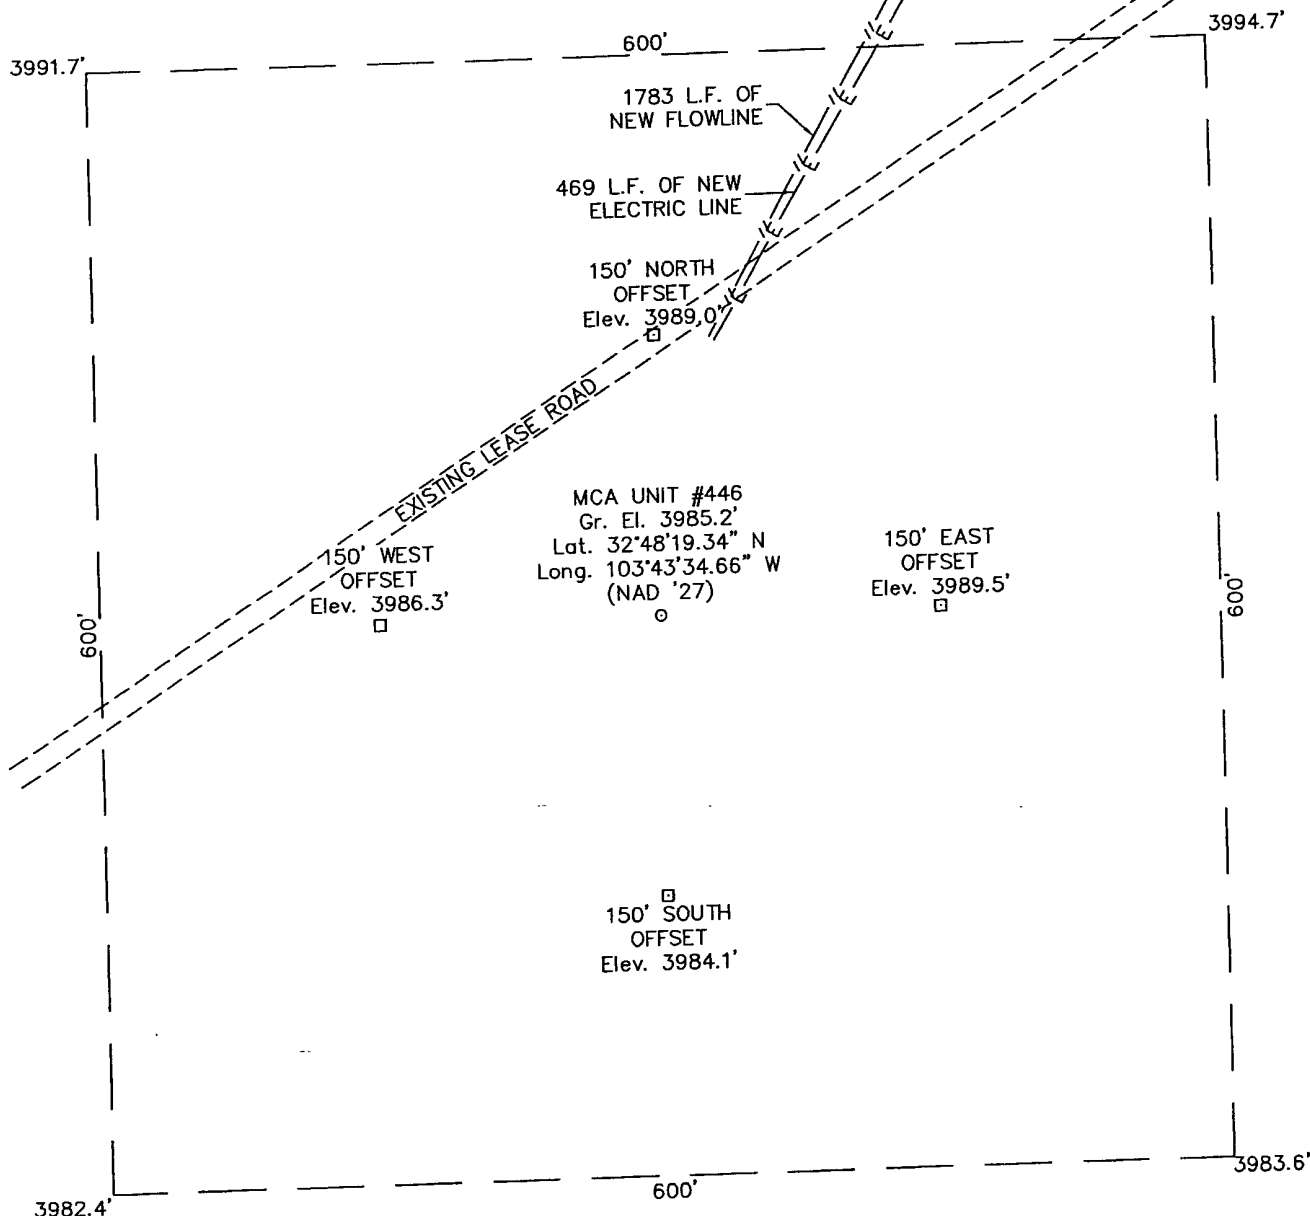 3994.7'
600'
3991.7'
1783 L.F. OF
NEW FLOWLINE
469 L.F. OF NEW
ELECTRIC LINE
150' NORTH
OFFSET
Elev. 3989.0'
EXISTING LEASE ROAD
MCA UNIT #446
Gr. El. 3985.2'
Lat. 32°48'19.34" N
Long. 103°43'34.66" W
(NAD '27)
150' WEST
OFFSET
Elev. 3986.3'
150' EAST
OFFSET
Elev. 3989.5'
600'
600'
150' SOUTH
OFFSET
Elev. 3984.1'
3983.6'
600'
3982.4'
E
E
E
E
E